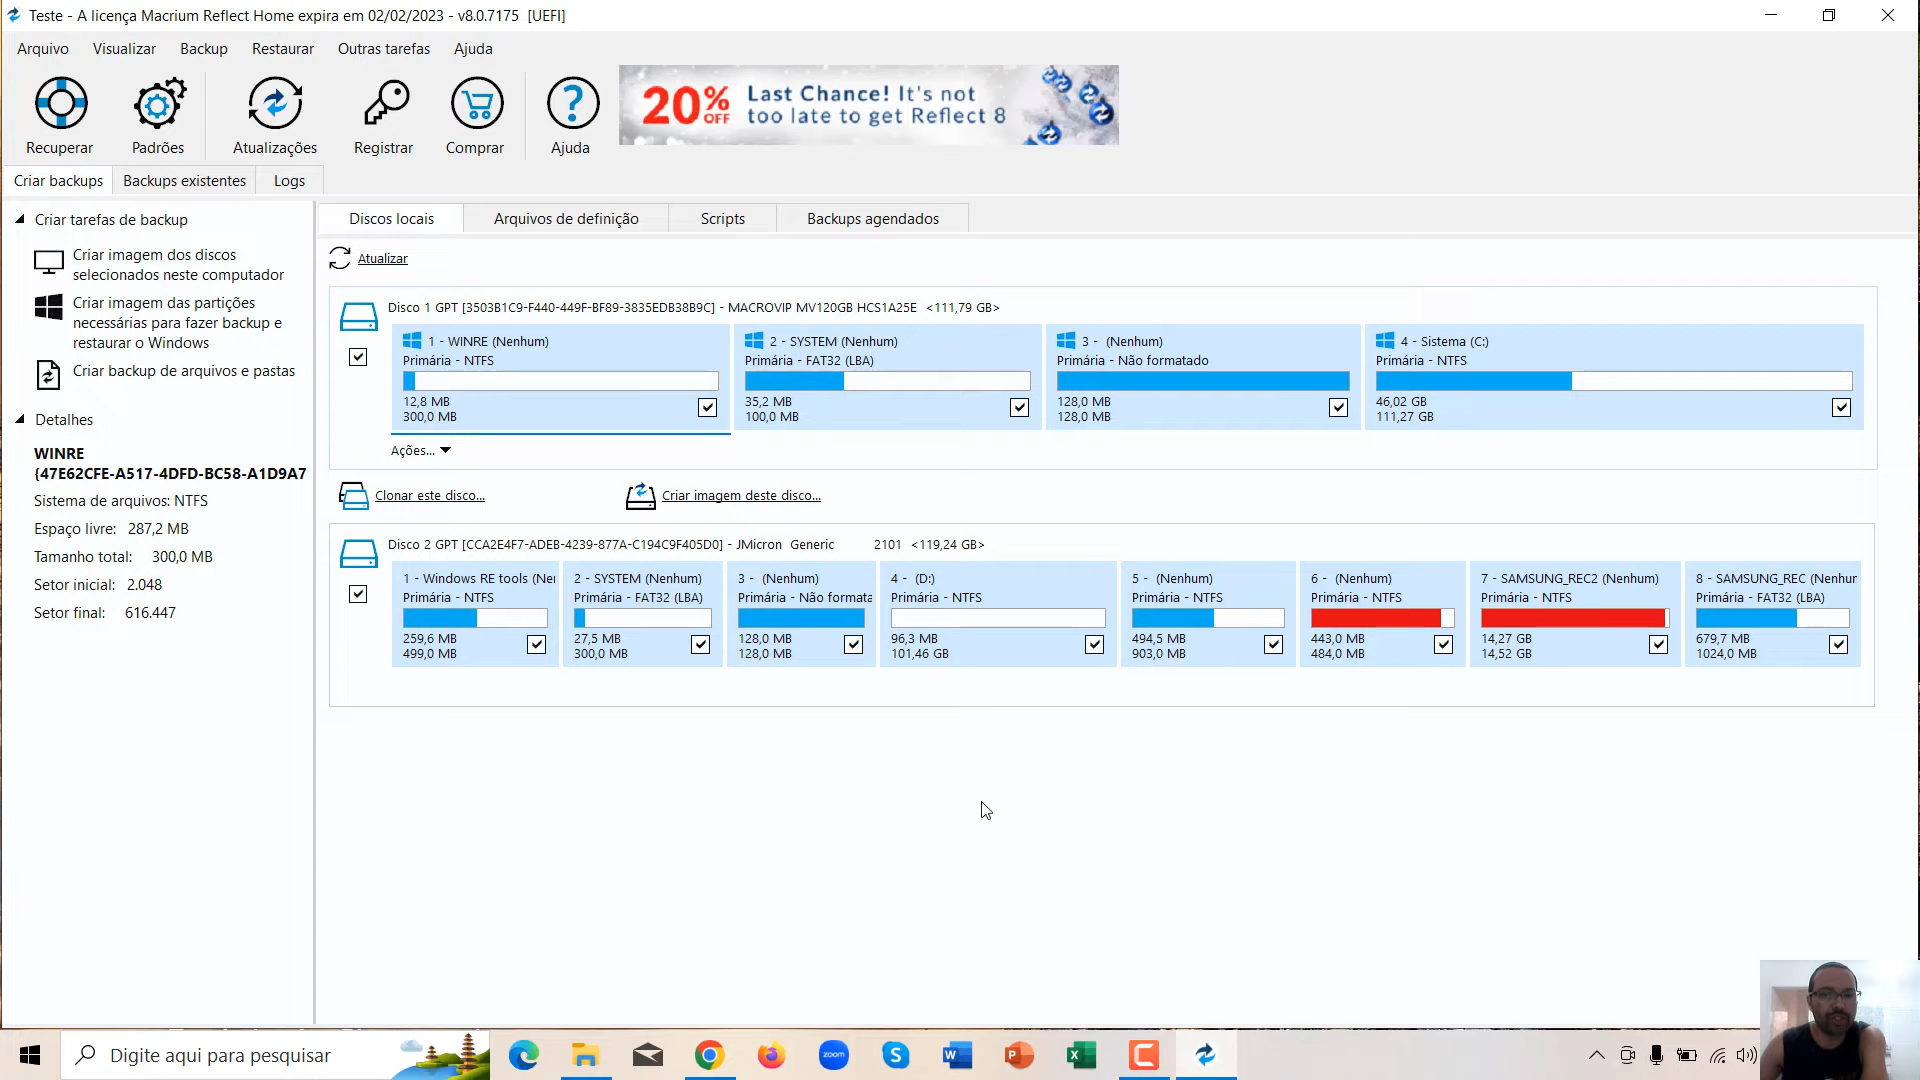 Teste - A licença Macrium Reflect Home expira em 02/02/2023 - v8.0.7175 [UEFI]
Arquivo Visualizar Backup Restaurar Outras tarefas Ajuda
Recuperar Padrões Atualizações Registrar Comprar Ajuda
20% OFF
Last Chance! It's not
too late to get Reflect 8
Criar backups Backups existentes Logs
Criar tarefas de backup
Criar imagem dos discos
selecionados neste computador
Criar imagem das partições
necessárias para fazer backup e
restaurar o Windows
Criar backup de arquivos e pastas
Detalhes
WINRE
{47E62CFE-A517-4DFD-BC58-A1D9A7
Sistema de arquivos: NTFS
Espaço livre: 287,2 MB
Tamanho total: 300,0 MB
Setor inicial: 2.048
Setor final: 616.447
Discos locais Arquivos de definição Scripts Backups agendados
Atualizar
Disco 1 GPT [3503B1C9-F440-449F-BF89-3835EDB38B9C] - MACROVIP MV120GB HCS1A25E <111,79 GB>
1 - WINRE (Nenhum)
Primária - NTFS
12,8 MB
300,0 MB
2 - SYSTEM (Nenhum)
Primária - FAT32 (LBA)
35,2 MB
100,0 MB
3 - (Nenhum)
Primária - Não formatado
128,0 MB
128,0 MB
4 - Sistema (C:)
Primária - NTFS
46,02 GB
111,27 GB
Ações...
Clonar este disco... Criar imagem deste disco...
Disco 2 GPT [CCA2E4F7-ADEB-4239-877A-C194C9F405D0] - JMicron Generic 2101 <119,24 GB>
1 - Windows RE tools (Ner
Primária - NTFS
259,6 MB
499,0 MB
2 - SYSTEM (Nenhum)
Primária - FAT32 (LBA)
27,5 MB
300,0 MB
3 - (Nenhum)
Primária - Não formata
128,0 MB
128,0 MB
4 - (D:)
Primária - NTFS
96,3 MB
101,46 GB
5 - (Nenhum)
Primária - NTFS
494,5 MB
903,0 MB
6 - (Nenhum)
Primária - NTFS
443,0 MB
484,0 MB
7 - SAMSUNG_REC2 (Nenhum)
Primária - NTFS
14,27 GB
14,52 GB
8 - SAMSUNG_REC (Nenhur
Primária - FAT32 (LBA)
679,7 MB
1024,0 MB
Digite aqui para pesquisar
zoom